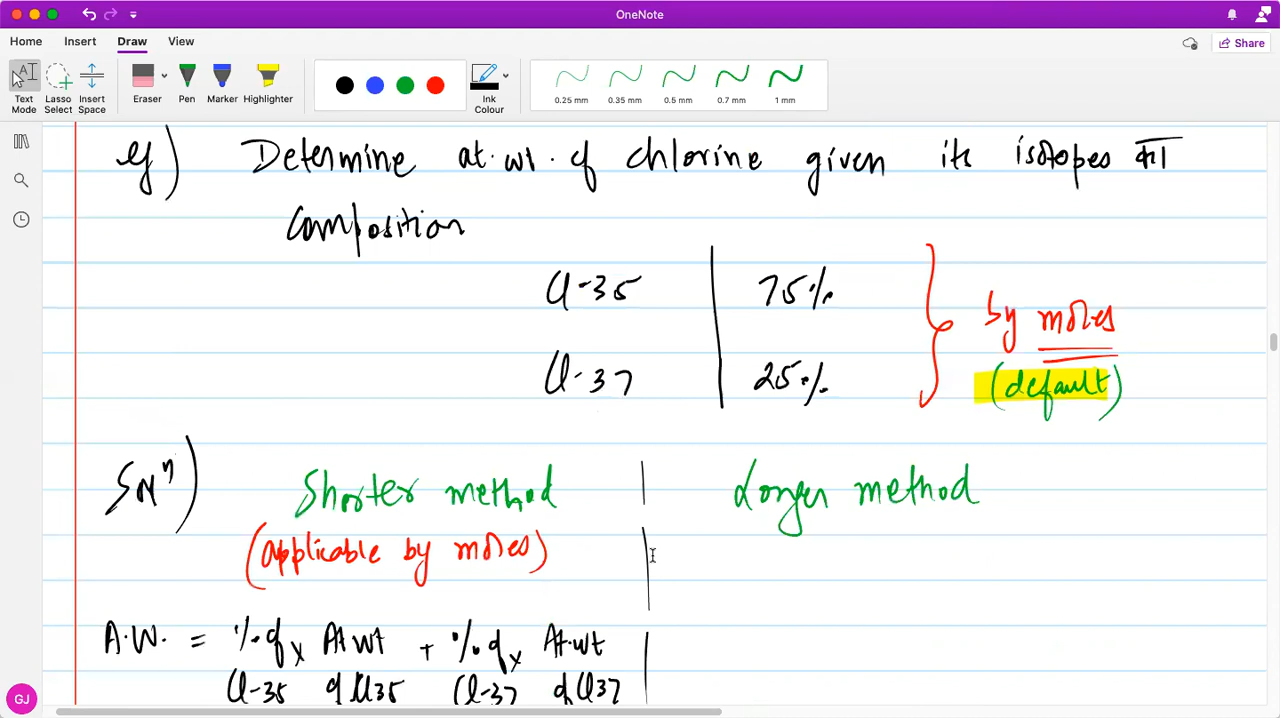 OneNote
Home Insert Draw View
Share
Text Mode
Lasso Select
Insert Space
Eraser
Pen
Marker
Highlighter
Ink Colour
0.25 mm 0.35 mm 0.5 mm 0.7 mm 1 mm
eg) Determine at. wt. of chlorine given its isotopes
composition
Cl-35 75%
Cl-37 25%
by moles
(default)
Solⁿ) Shorter method Longer method
(applicable by moles)
A.W. = % of x At wt + % of x At. wt
Cl-35 of Cl35 Cl-37 of Cl37
GJ